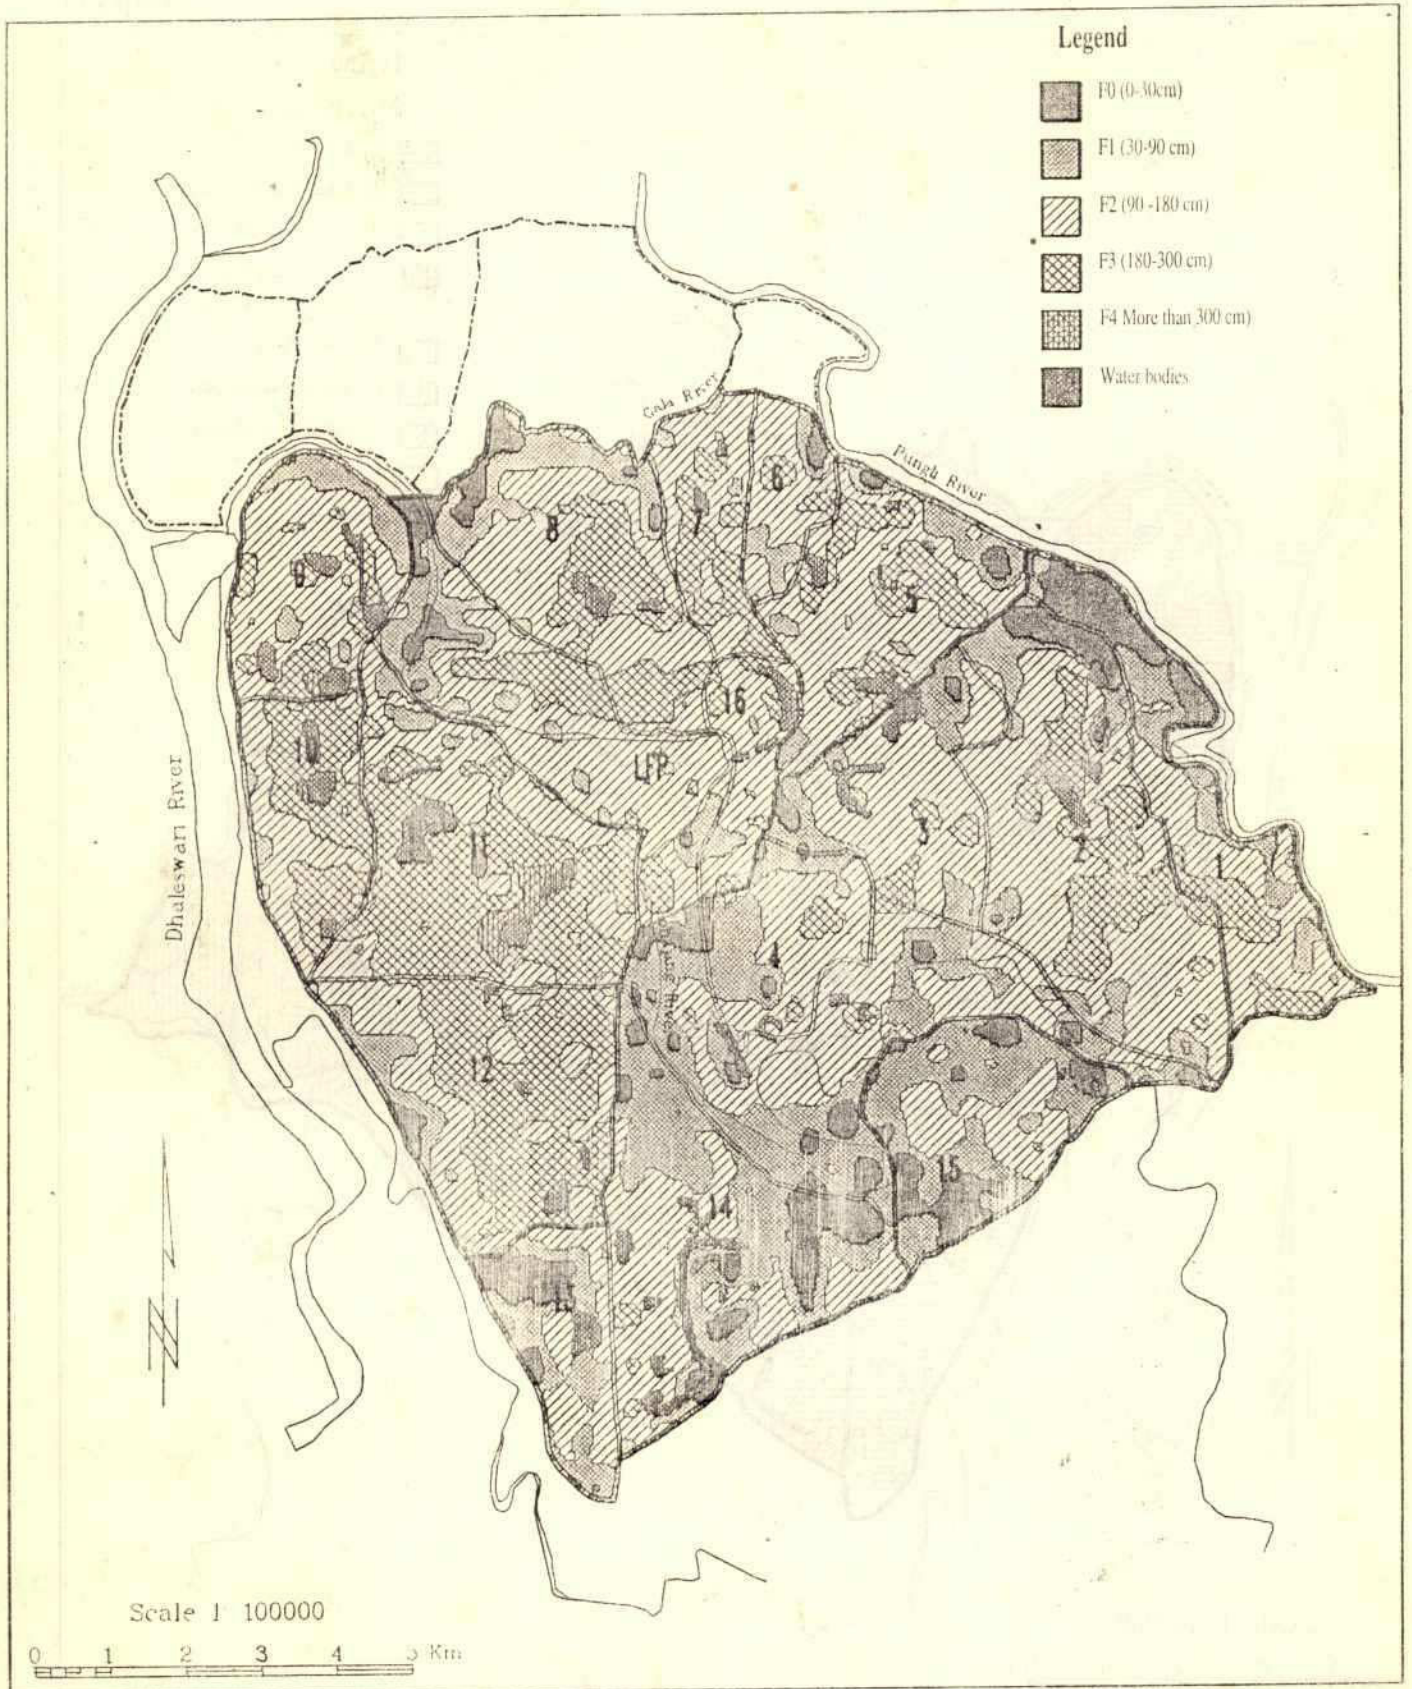 Legend
F0 (0-30cm)
F1 (30-90 cm)
F2 (90 -180 cm)
F3 (180-300 cm)
F4 More than 300 cm)
Water bodies
Gala River
Pungli River
6
7
8
9
5
16
10
LFP
11
3
2
1
Dhaleswari River
4
12
15
14
13
Scale 1 100000
0 1 2 3 4 5 Km